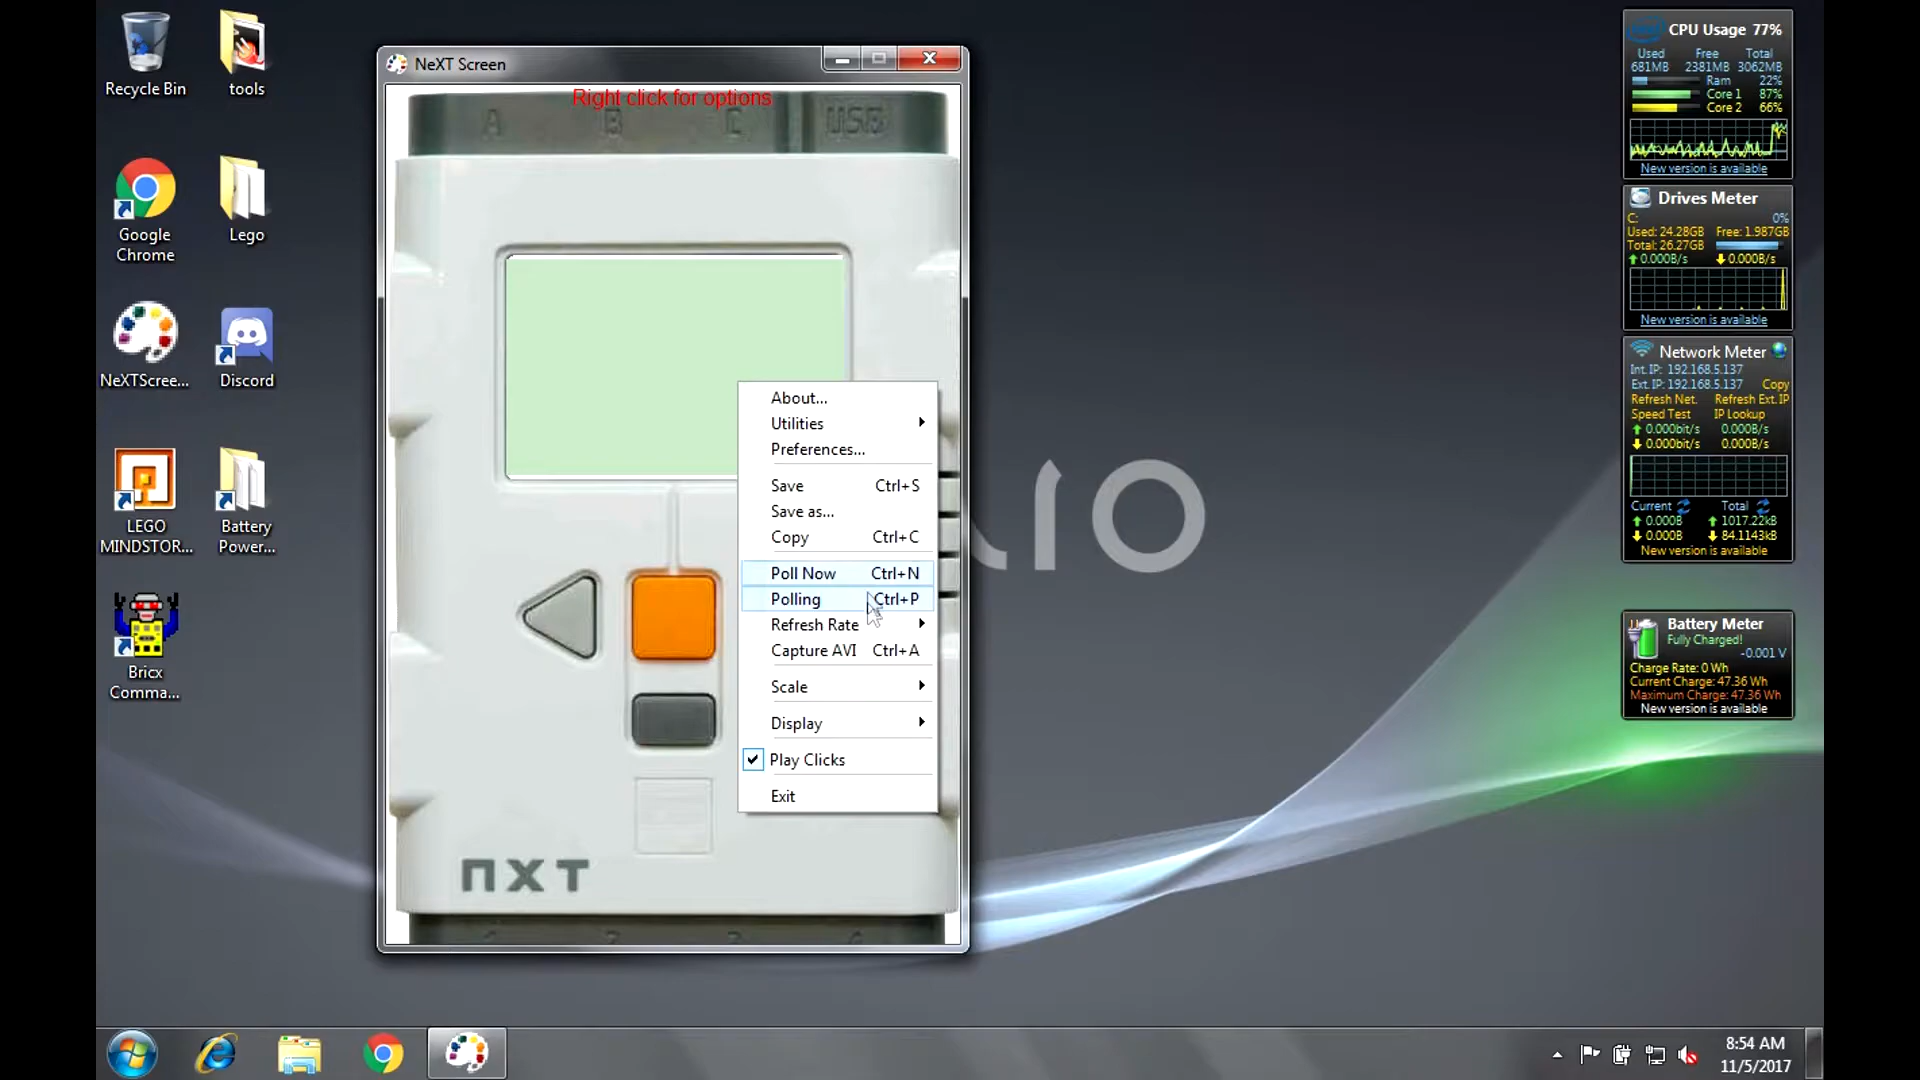 Recycle Bin
tools
Google
Chrome
Lego
NeXTScree...
Discord
LEGO
MINDSTOR...
Battery
Power...
Bricx
Comma...
NeXT Screen
Right click for options
A B C USB
NXT
About...
Utilities
Preferences...
Save Ctrl+S
Save as...
Copy Ctrl+C
Poll Now Ctrl+N
Polling Ctrl+P
Refresh Rate
Capture AVI Ctrl+A
Scale
Display
Play Clicks
Exit
CPU Usage 77%
Used Free Total
681MB 2381MB 3062MB
Ram 22%
Core 1 87%
Core 2 66%
New version is available
Drives Meter
C: 0%
Used: 24.28GB Free: 1.987GB
Total: 26.27GB
0.000B/s 0.000B/s
New version is available
Network Meter
Int. IP: 192.168.5.137
Ext. IP: 192.168.5.137 Copy
Refresh Net. Refresh Ext. IP
Speed Test IP Lookup
0.000bit/s 0.000B/s
0.000bit/s 0.000B/s
Current Total
0.000B 1017.22kB
0.000B 84.1143kB
New version is available
Battery Meter
Fully Charged!
-0.001 V
Charge Rate: 0 Wh
Current Charge: 47.36 Wh
Maximum Charge: 47.36 Wh
New version is available
8:54 AM
11/5/2017